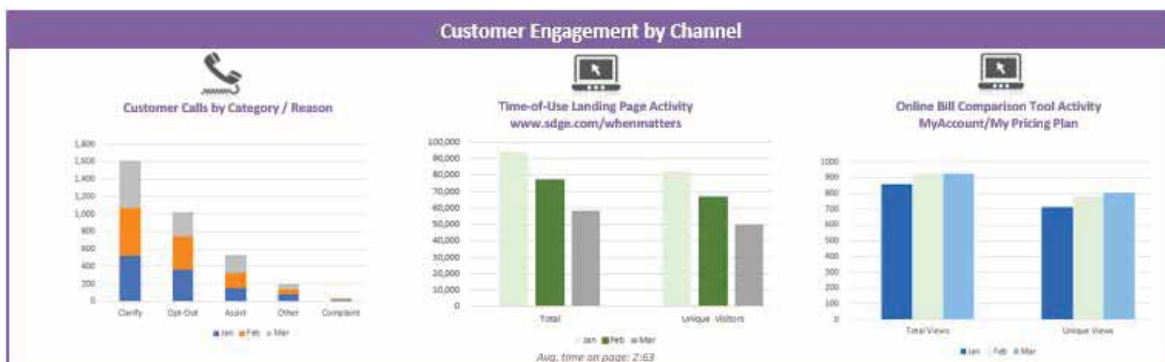 Customer Engagement by Channel
Customer Calls by Category / Reason
1,800
1,600
1,400
1,200
1,000
800
600
400
200
0
Clarify Opt-Out Assist Other Complaint
Jan Feb Mar
Time-of-Use Landing Page Activity
www.sdge.com/whenmatters
100,000
90,000
80,000
70,000
60,000
50,000
40,000
30,000
20,000
10,000
0
Total Unique Visitors
Jan Feb Mar
Avg. time on page: 2:63
Online Bill Comparison Tool Activity
MyAccount/My Pricing Plan
1000
900
800
700
600
500
400
300
200
100
0
Total Views Unique Views
Jan Feb Mar